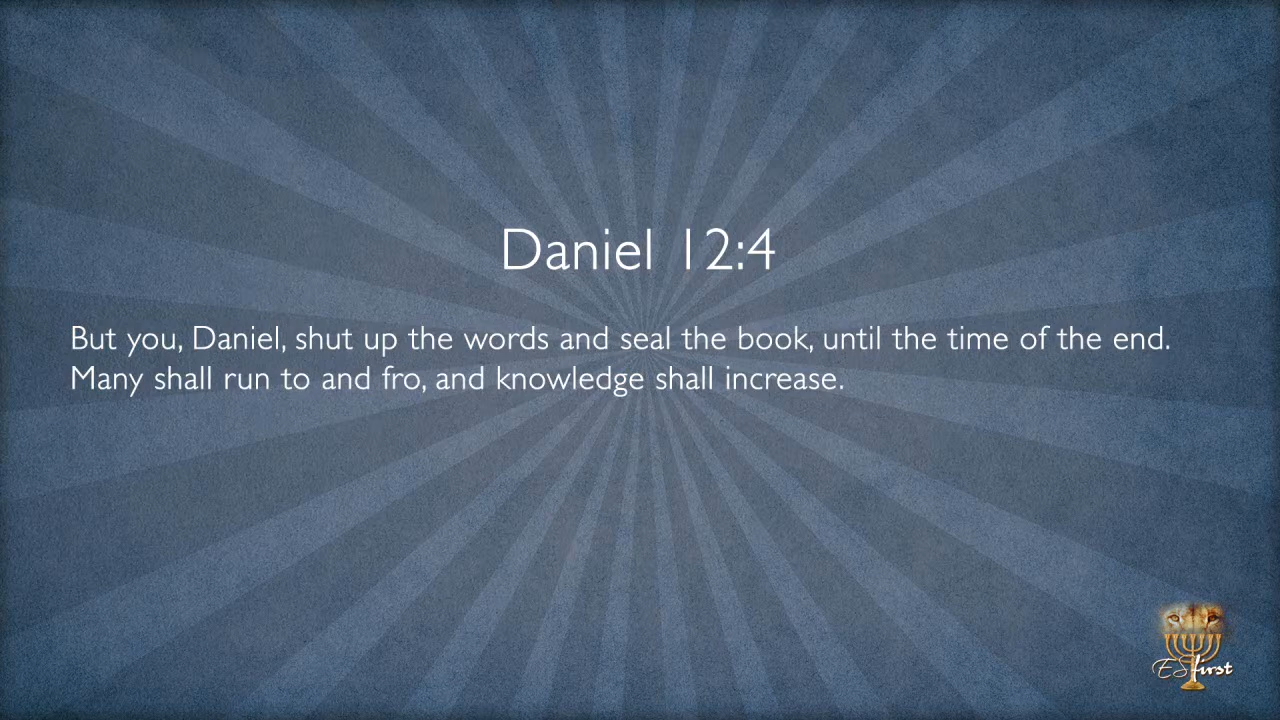 Daniel 12:4
But you, Daniel, shut up the words and seal the book, until the time of the end.
Many shall run to and fro, and knowledge shall increase.
ESfirst